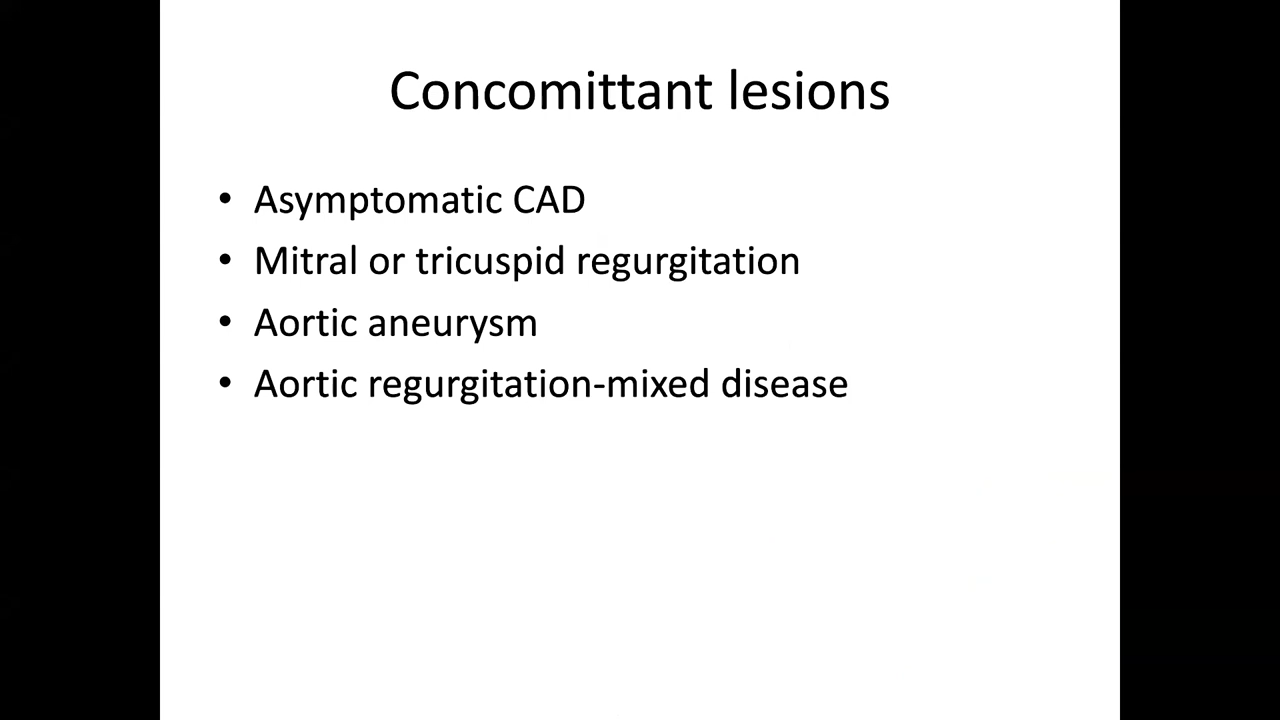 Concomittant lesions
• Asymptomatic CAD
• Mitral or tricuspid regurgitation
• Aortic aneurysm
• Aortic regurgitation-mixed disease